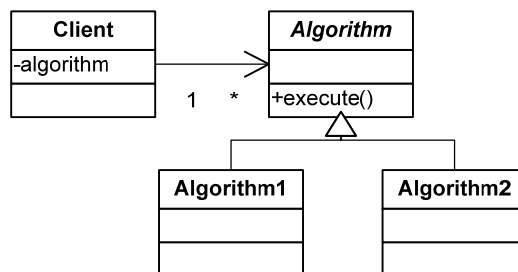 Client
-algorithm
1 *
Algorithm
+execute()
Algorithm1
Algorithm2